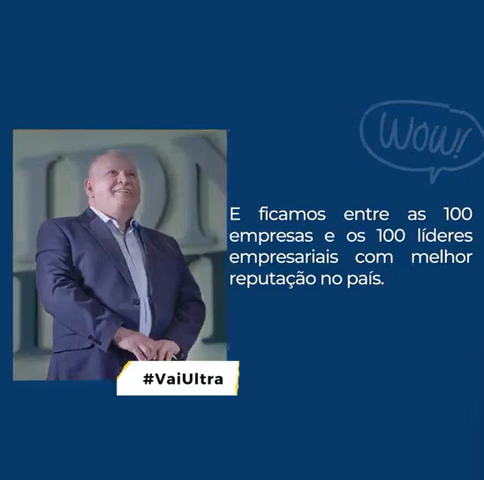 Wow!
E ficamos entre as 100
empresas e os 100 líderes
empresariais com melhor
reputação no país.
#VaiUltra